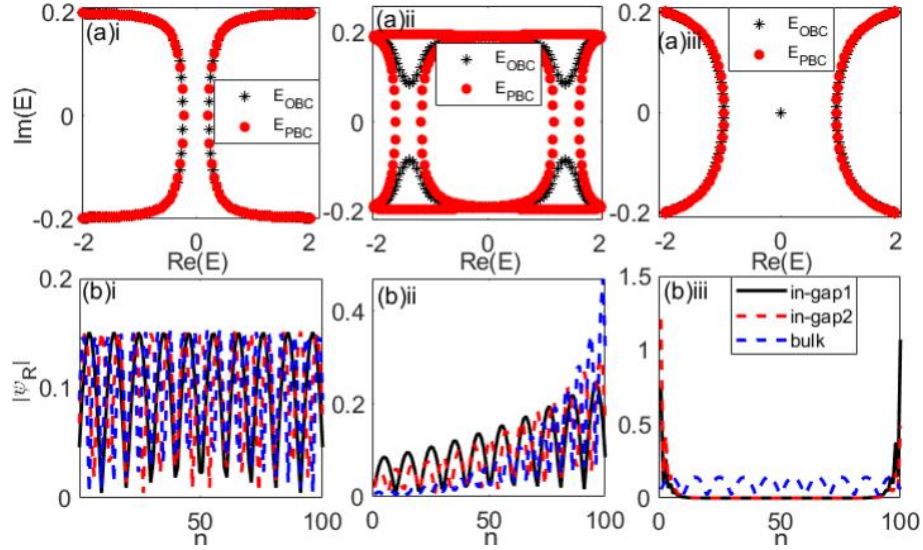 0.2
(a)i
E_OBC
E_PBC
0
-0.2
Im(E)
-2
0
2
Re(E)
0.2
(a)ii
E_OBC
E_PBC
0
-0.2
-2
0
2
Re(E)
0.2
(a)iii
E_OBC
E_PBC
0
-0.2
-2
0
2
Re(E)
0.2
(b)i
0.1
0
|ψ_R|
50
100
n
0.4
(b)ii
0.2
0
0
50
100
n
1.5
(b)iii
in-gap1
in-gap2
bulk
1
0.5
0
0
50
100
n